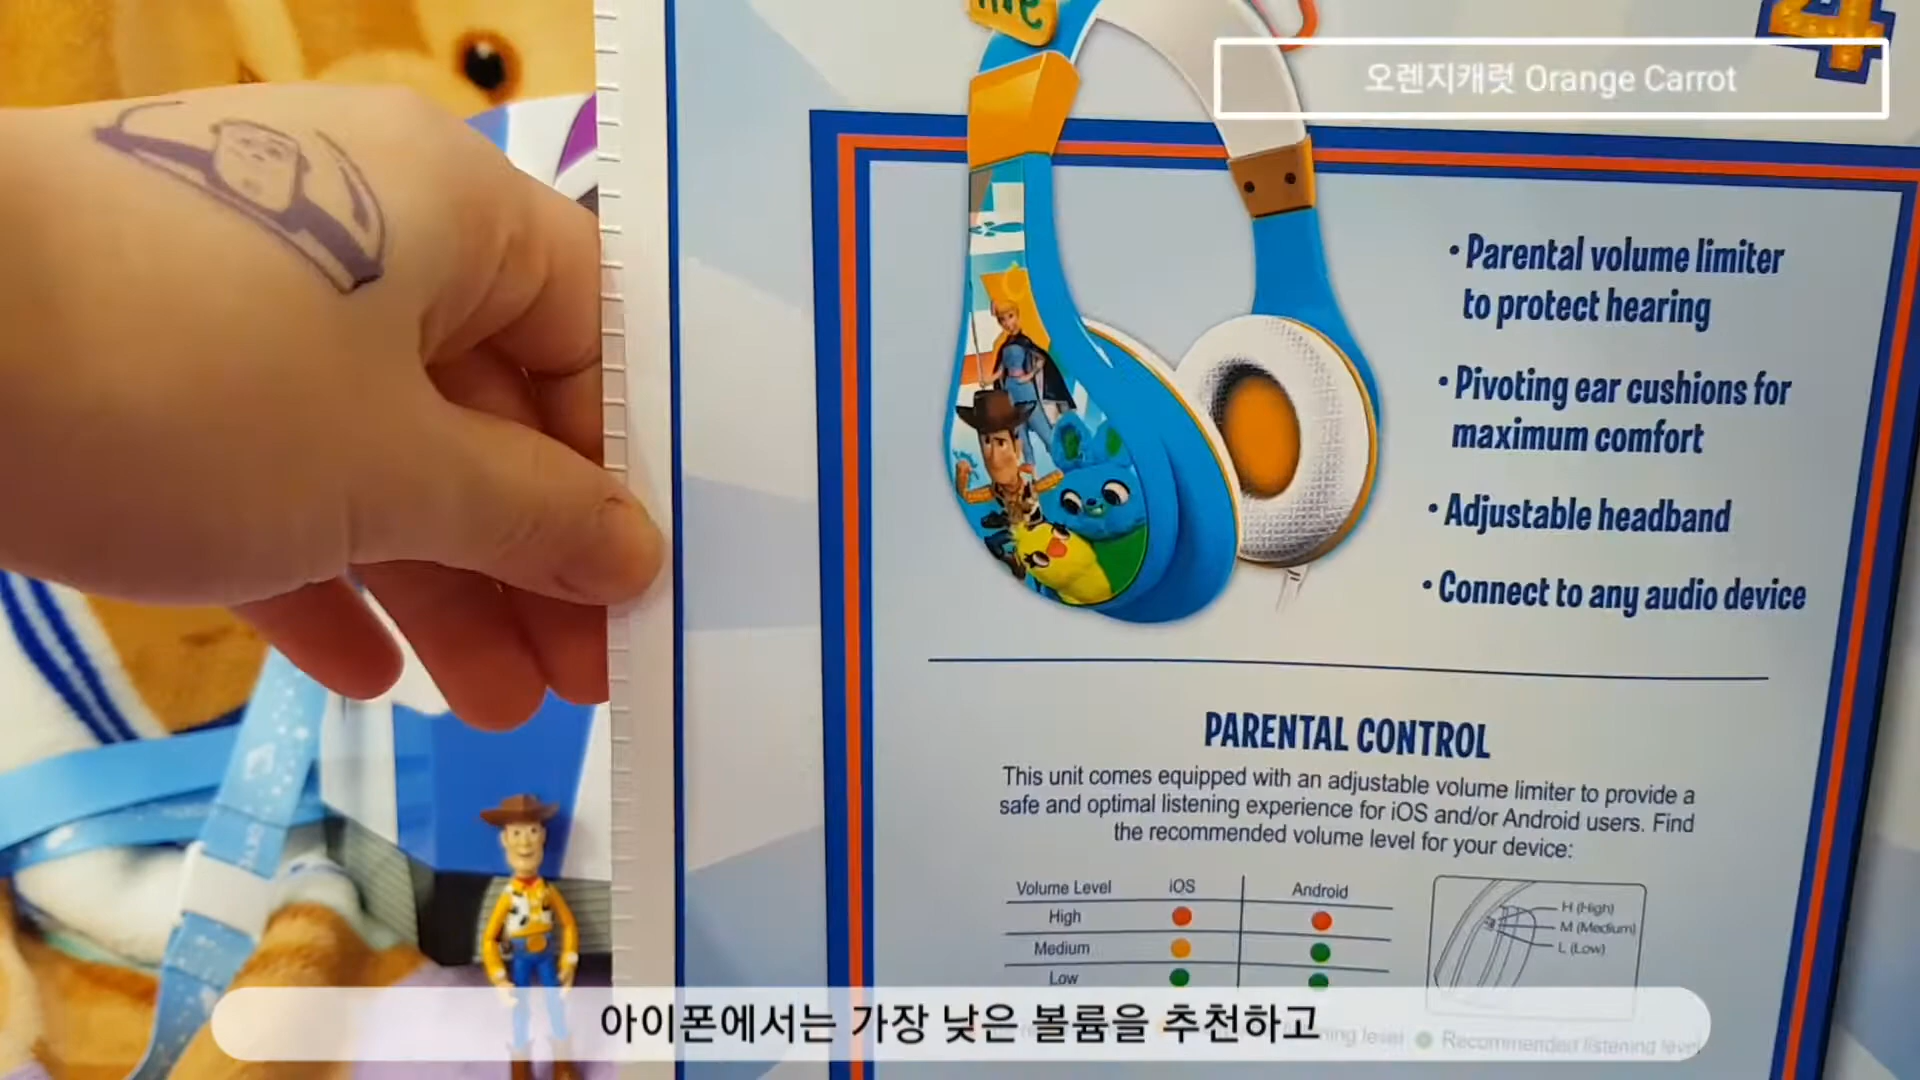 오렌지캐럿 Orange Carrot
4
• Parental volume limiter
to protect hearing
• Pivoting ear cushions for
maximum comfort
• Adjustable headband
• Connect to any audio device
PARENTAL CONTROL
This unit comes equipped with an adjustable volume limiter to provide a
safe and optimal listening experience for iOS and/or Android users. Find
the recommended volume level for your device:
Volume Level iOS Android
High
Medium
Low
H (High)
M (Medium)
L (Low)
아이폰에서는 가장 낮은 볼륨을 추천하고
Recommended listening level